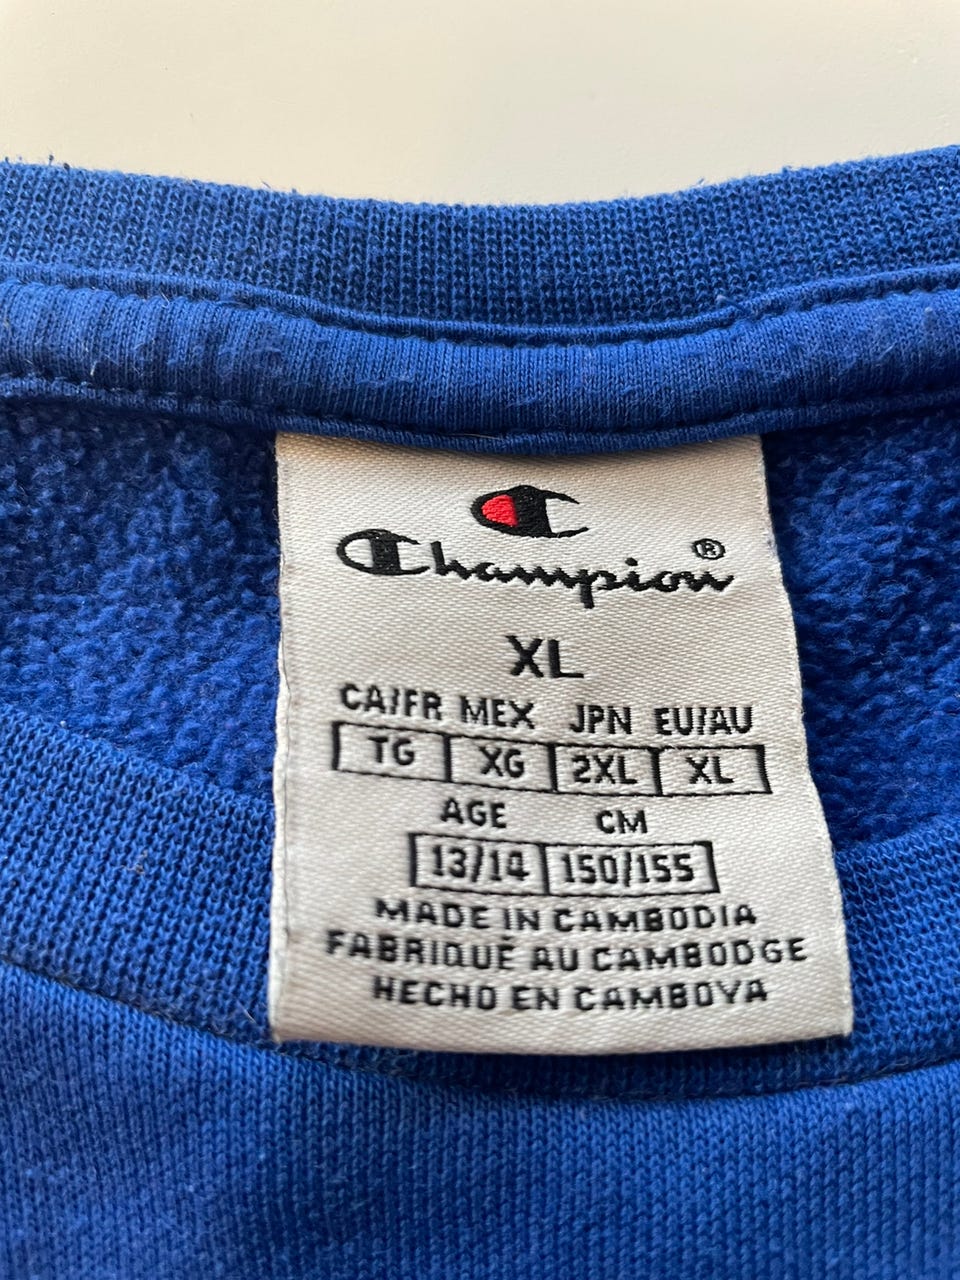 Champion®
XL
CA/FR MEX JPN EU/AU
TG XG 2XL XL
AGE CM
13/14 150/155
MADE IN CAMBODIA
FABRIQUÉ AU CAMBODGE
HECHO EN CAMBOYA